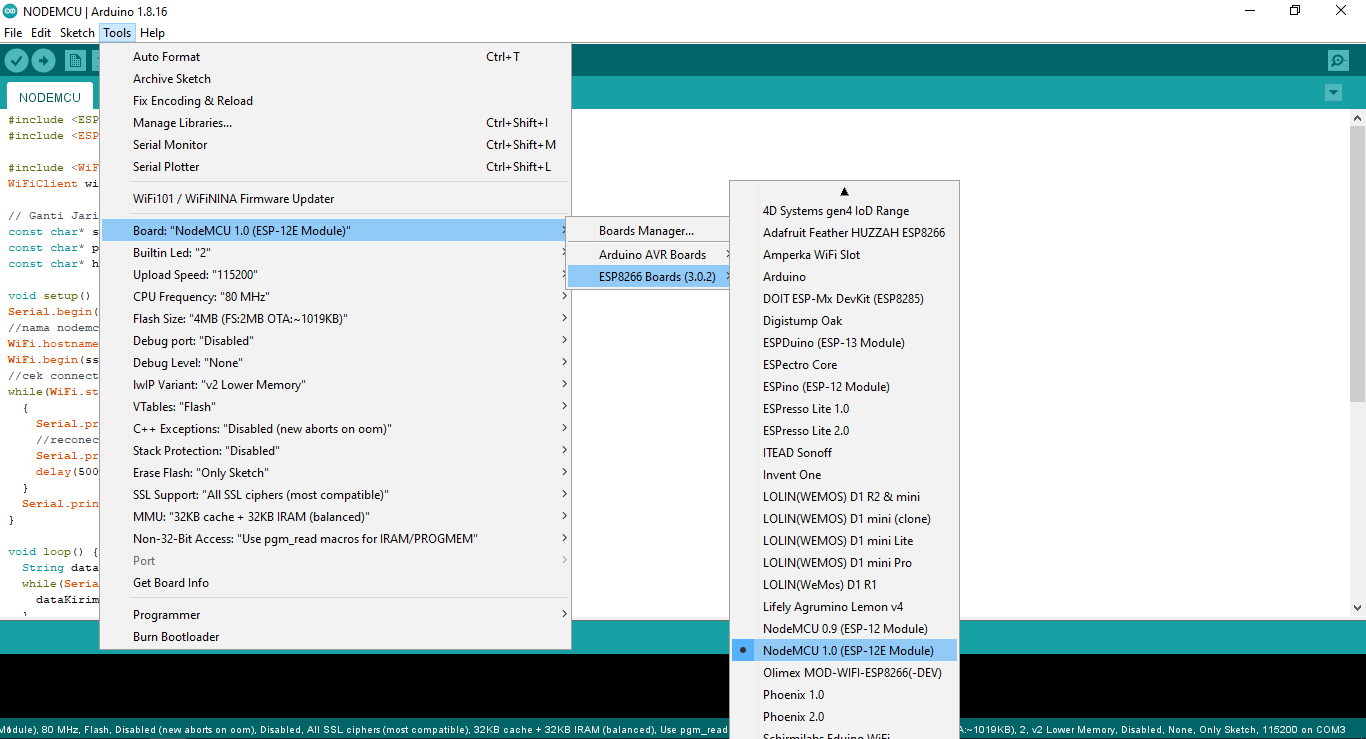 NODEMCU | Arduino 1.8.16
File Edit Sketch Tools Help
NODEMCU
#include <ESP
#include <ESP
#include <WiF
WiFiClient wi
// Ganti Jari
const char* s
const char* p
const char* h
void setup()
Serial.begin(
//nama nodemc
WiFi.hostname
WiFi.begin(ss
//cek connect
while(WiFi.st
{
Serial.pr
//reconec
Serial.pr
delay(500
}
Serial.prin
}
void loop() {
String data
while(Seria
dataKirim
Auto Format Ctrl+T
Archive Sketch
Fix Encoding & Reload
Manage Libraries... Ctrl+Shift+I
Serial Monitor Ctrl+Shift+M
Serial Plotter Ctrl+Shift+L
WiFi101 / WiFiNINA Firmware Updater
Board: "NodeMCU 1.0 (ESP-12E Module)"
Builtin Led: "2"
Upload Speed: "115200"
CPU Frequency: "80 MHz"
Flash Size: "4MB (FS:2MB OTA:~1019KB)"
Debug port: "Disabled"
Debug Level: "None"
lwIP Variant: "v2 Lower Memory"
VTables: "Flash"
C++ Exceptions: "Disabled (new aborts on oom)"
Stack Protection: "Disabled"
Erase Flash: "Only Sketch"
SSL Support: "All SSL ciphers (most compatible)"
MMU: "32KB cache + 32KB IRAM (balanced)"
Non-32-Bit Access: "Use pgm_read macros for IRAM/PROGMEM"
Port
Get Board Info
Programmer
Burn Bootloader
Boards Manager...
Arduino AVR Boards
ESP8266 Boards (3.0.2)
4D Systems gen4 IoD Range
Adafruit Feather HUZZAH ESP8266
Amperka WiFi Slot
Arduino
DOIT ESP-Mx DevKit (ESP8285)
Digistump Oak
ESPDuino (ESP-13 Module)
ESPectro Core
ESPino (ESP-12 Module)
ESPresso Lite 1.0
ESPresso Lite 2.0
ITEAD Sonoff
Invent One
LOLIN(WEMOS) D1 R2 & mini
LOLIN(WEMOS) D1 mini (clone)
LOLIN(WEMOS) D1 mini Lite
LOLIN(WEMOS) D1 mini Pro
LOLIN(WeMos) D1 R1
Lifely Agrumino Lemon v4
NodeMCU 0.9 (ESP-12 Module)
NodeMCU 1.0 (ESP-12E Module)
Olimex MOD-WIFI-ESP8266(-DEV)
Phoenix 1.0
Phoenix 2.0
Schirmilabs Eduino WiFi
Module), 80 MHz, Flash, Disabled (new aborts on oom), Disabled, All SSL ciphers (most compatible), 32KB cache + 32KB IRAM (balanced), Use pgm_read A:~1019KB), 2, v2 Lower Memory, Disabled, None, Only Sketch, 115200 on COM3